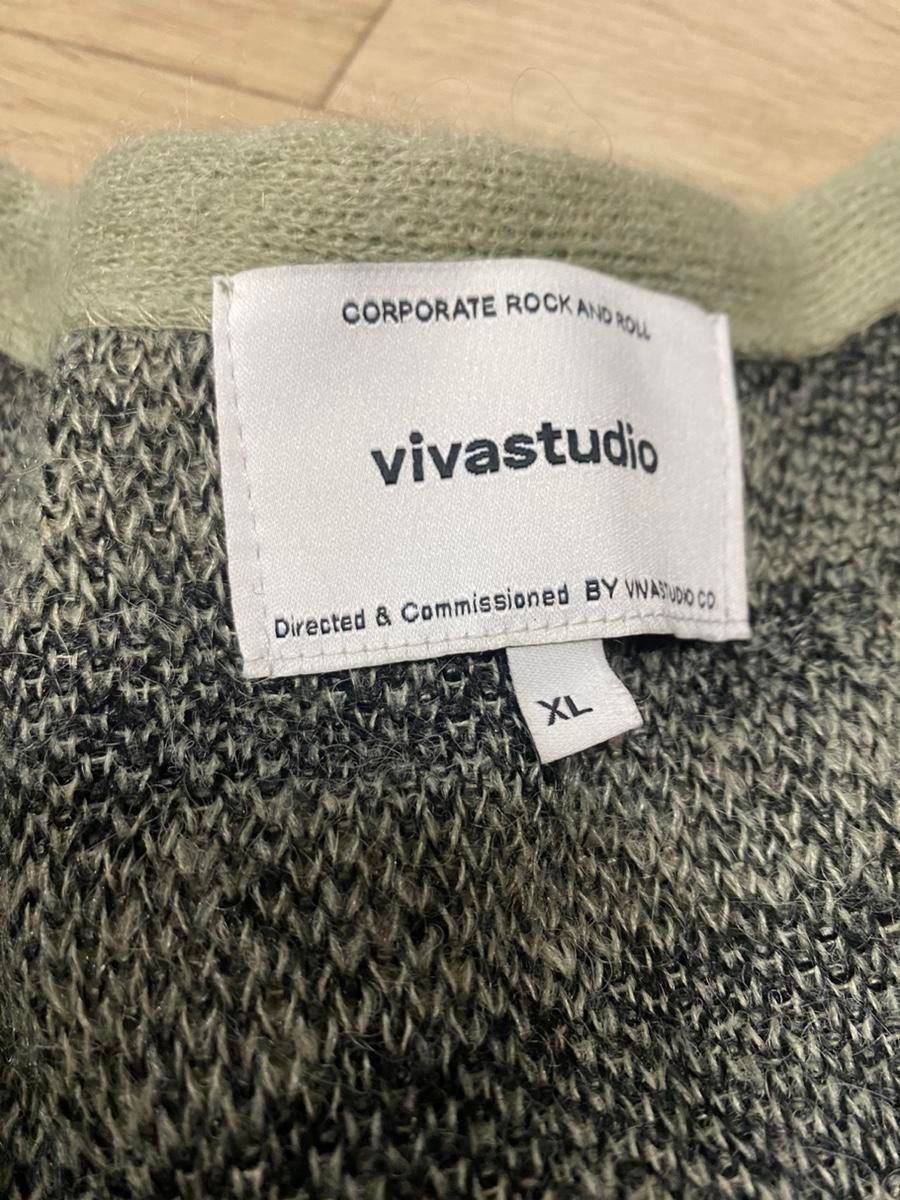 CORPORATE ROCK AND ROLL
vivastudio
Directed & Commissioned BY VIVASTUDIO CO
XL